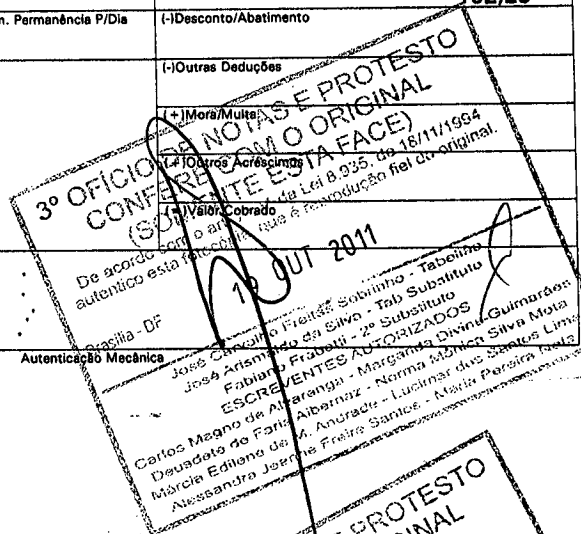 m. Permanência P/Dia
(-)Desconto/Abatimento
(-)Outras Deduções
(+)Mora/Multa
(+)Outros Acréscimos
(=)Valor Cobrado
Autenticação Mecânica
3º OFÍCIO DE NOTAS E PROTESTO
CONFERE COM O ORIGINAL
(SOMENTE ESTA FACE)
De acordo com o art. da Lei 8.935, de 18/11/1994
autentico esta fotocópia, que é reprodução fiel do original.
19 OUT 2011
Brasília - DF
José Carvalho Freitas Sobrinho - Tabelião
José Arismaldo da Silva - Tab Substituto
Fabiano Frabetti - 2º Substituto
ESCREVENTES AUTORIZADOS
Carlos Magno de Alvarenga - Margarida Divina Guimarães
Deusdete de Faria Albernaz - Norma Mônica Silva Mota
Márcia Edilene de M. Andrade - Lucimar dos Santos Lima
Alessandra Jeanne Freire Santos - Maria Pereira Neta
E PROTESTO